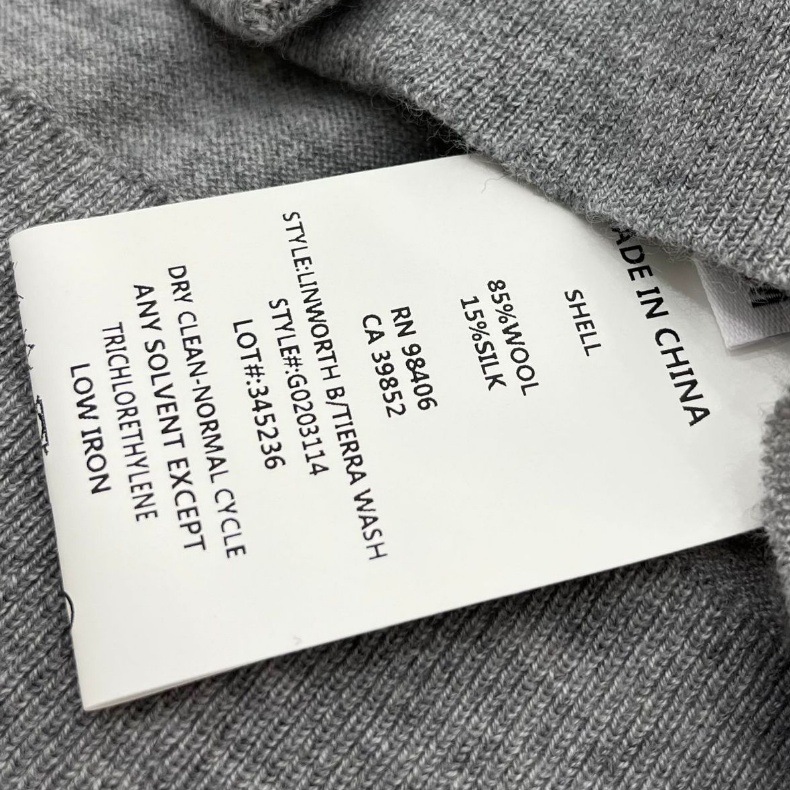 ADE IN CHINA
SHELL
85%WOOL
15%SILK
RN 98406
CA 39852
STYLE:LINWORTH B/TIERRA WASH
STYLE#:G0203114
LOT#:345236
DRY CLEAN-NORMAL CYCLE
ANY SOLVENT EXCEPT
TRICHLORETHYLENE
LOW IRON